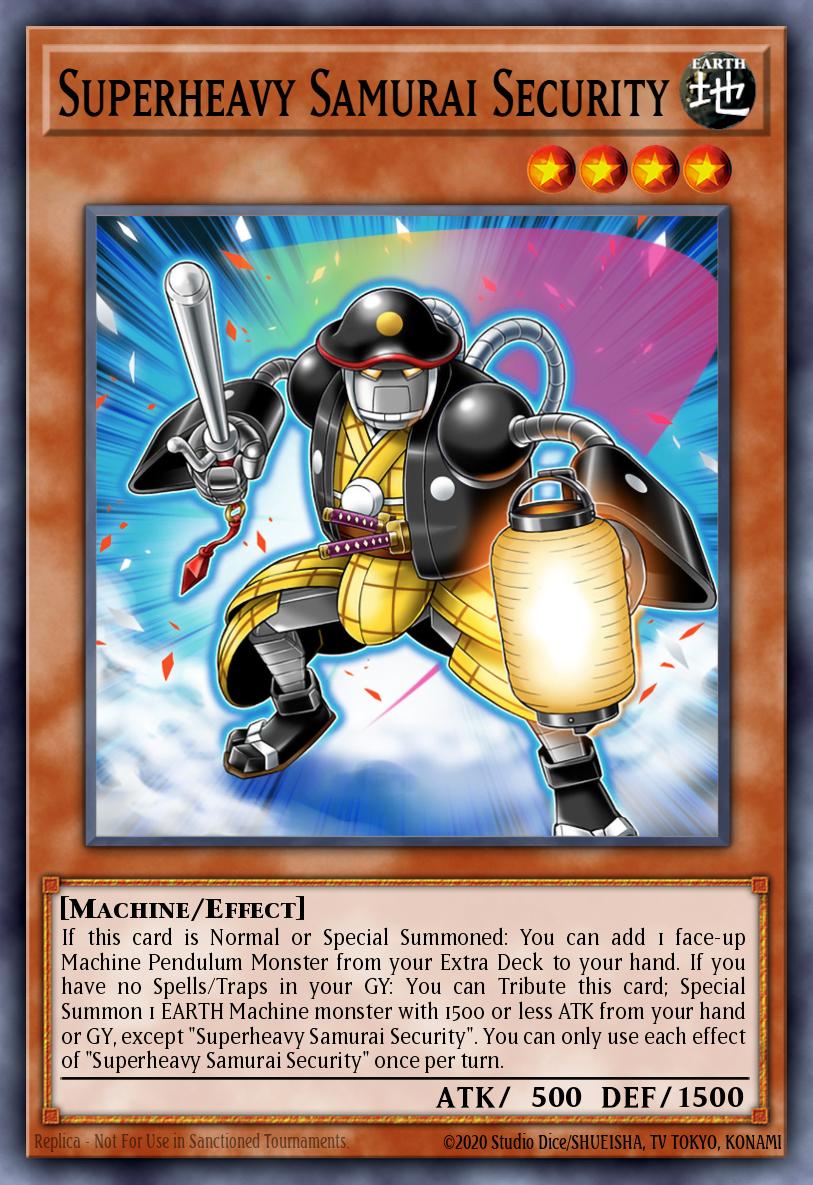 Superheavy Samurai Security
EARTH
地
[Machine/Effect]
If this card is Normal or Special Summoned: You can add 1 face-up
Machine Pendulum Monster from your Extra Deck to your hand. If you
have no Spells/Traps in your GY: You can Tribute this card; Special
Summon 1 EARTH Machine monster with 1500 or less ATK from your hand
or GY, except "Superheavy Samurai Security". You can only use each effect
of "Superheavy Samurai Security" once per turn.
ATK/ 500 DEF/1500
Replica - Not For Use in Sanctioned Tournaments.
©2020 Studio Dice/SHUEISHA, TV TOKYO, KONAMI